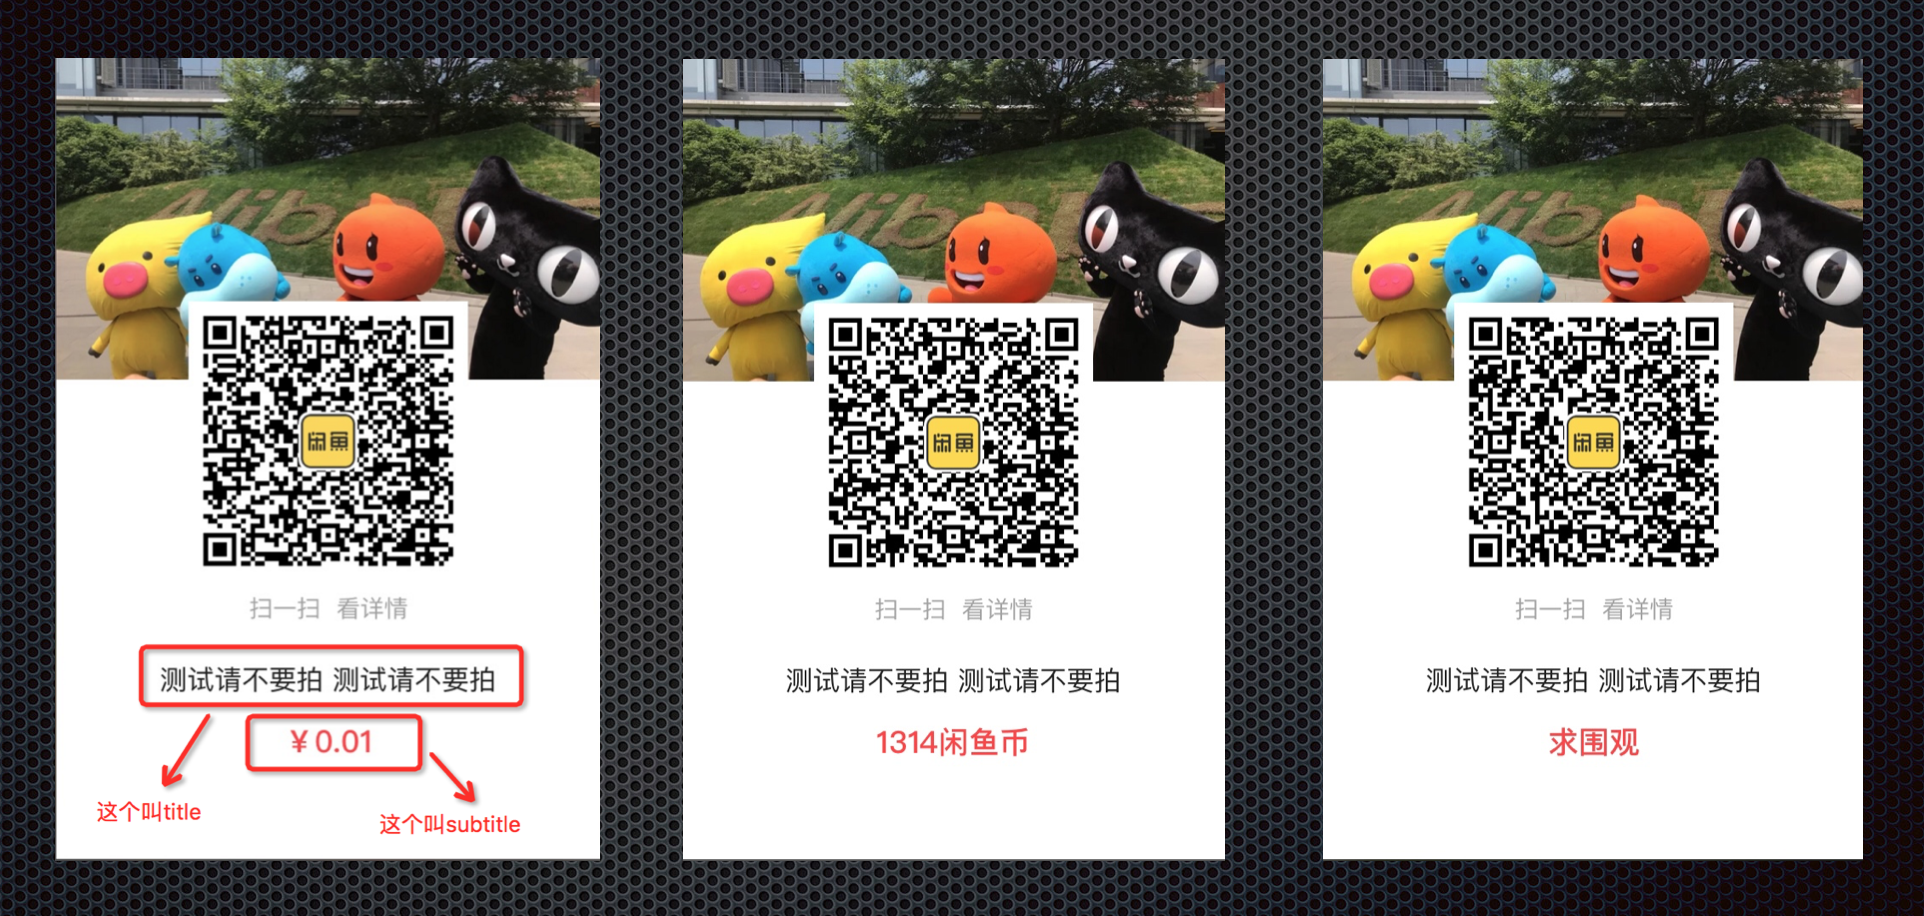 Aliba
闲鱼
扫一扫 看详情
测试请不要拍 测试请不要拍
¥ 0.01
这个叫title
这个叫subtitle
Aliba
闲鱼
扫一扫 看详情
测试请不要拍 测试请不要拍
1314闲鱼币
Aliba
闲鱼
扫一扫 看详情
测试请不要拍 测试请不要拍
求围观